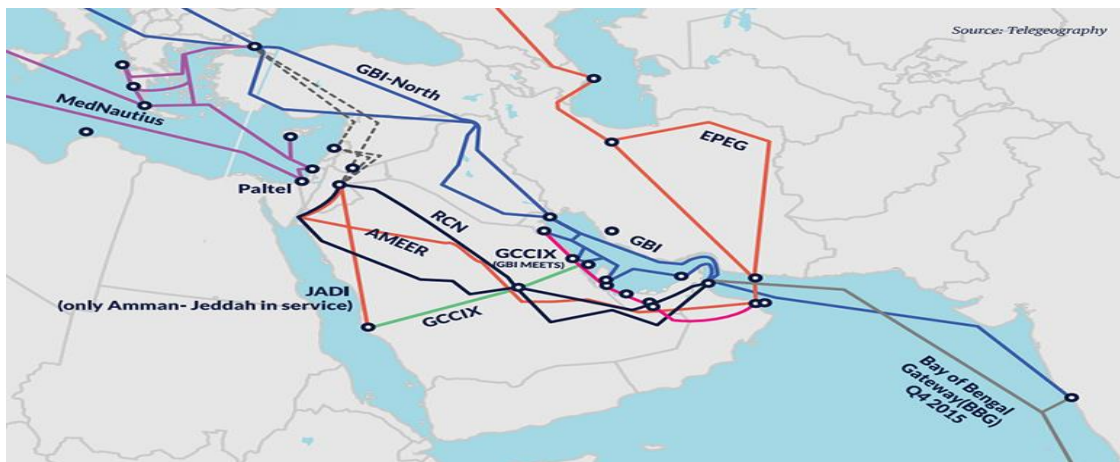 Source: Telegeography
GBI-North
MedNautius
EPEG
Paltel
RCN
GBI
AMEER
GCCIX
(GBI MEETS)
JADI
(only Amman- Jeddah in service)
GCCIX
Bay of Bengal
Gateway(BBG)
Q4 2015